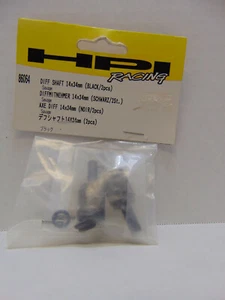 HPI
RACING
86064
DIFF SHAFT 14x34mm (BLACK/2pcs)
DIFFMITNEHMER 14x34mm (SCHWARZ/2St.)
AXE DIFF 14x34mm (NOIR/2pcs)
デフシャフト14X34mm (2pcs)
ブラック